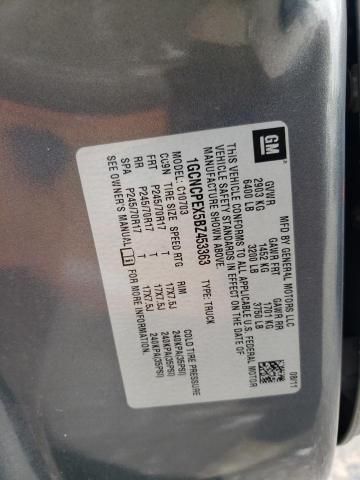 GM
MFD BY GENERAL MOTORS LLC 08/11
GVWR GAWR FRT GAWR RR
2903 KG 1452 KG 1701 KG
6400 LB 3200 LB 3750 LB
THIS VEHICLE CONFORMS TO ALL APPLICABLE U.S. FEDERAL MOTOR
VEHICLE SAFETY STANDARDS IN EFFECT ON THE DATE OF
MANUFACTURE SHOWN ABOVE.
1GCNCPEX5BZ453363 TYPE: TRUCK
MODEL: C10703
CU9N TIRE SIZE SPEED RTG RIM COLD TIRE PRESSURE
FRT P245/70R17 T 17X7.5J 240KPA(35PSI)
RR P245/70R17 T 17X7.5J 240KPA(35PSI)
SPA P245/70R17 T 17X7.5J 240KPA(35PSI)
SEE OWNER'S MANUAL FOR MORE INFORMATION.